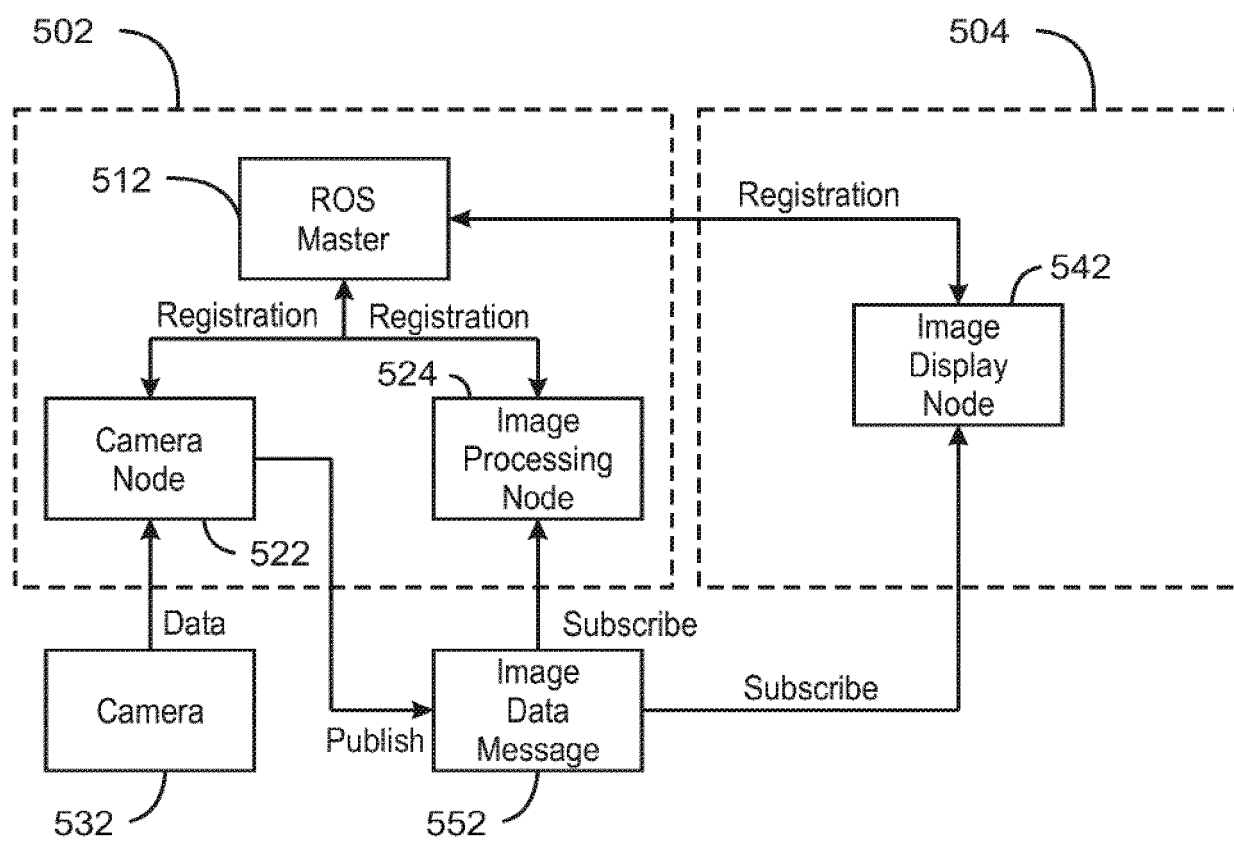 502
504
512
ROS
Master
Registration
542
Registration
Registration
Image
Display
Node
524
Camera
Node
Image
Processing
Node
522
Data
Subscribe
Camera
Image
Data
Message
Subscribe
Publish
532
552